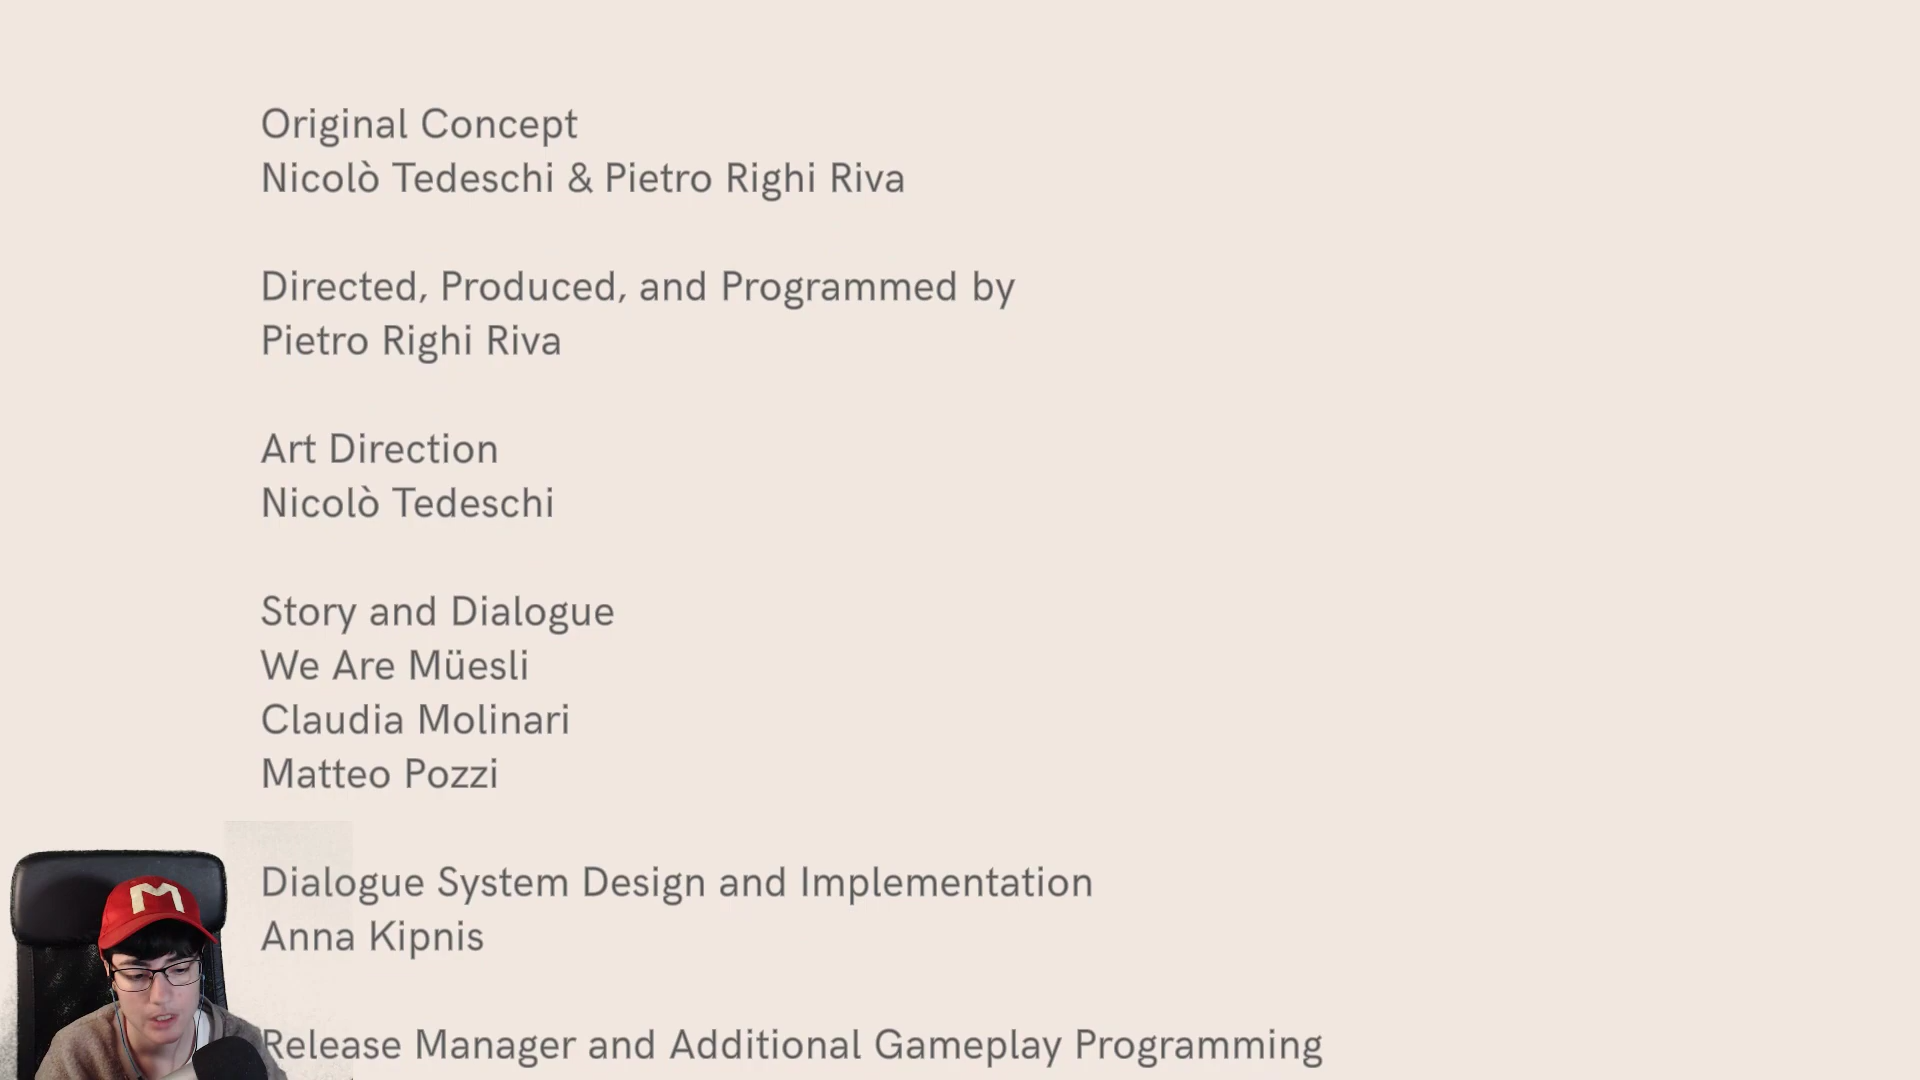 Original Concept
Nicolò Tedeschi & Pietro Righi Riva
Directed, Produced, and Programmed by
Pietro Righi Riva
Art Direction
Nicolò Tedeschi
Story and Dialogue
We Are Müesli
Claudia Molinari
Matteo Pozzi
Dialogue System Design and Implementation
Anna Kipnis
Release Manager and Additional Gameplay Programming
M